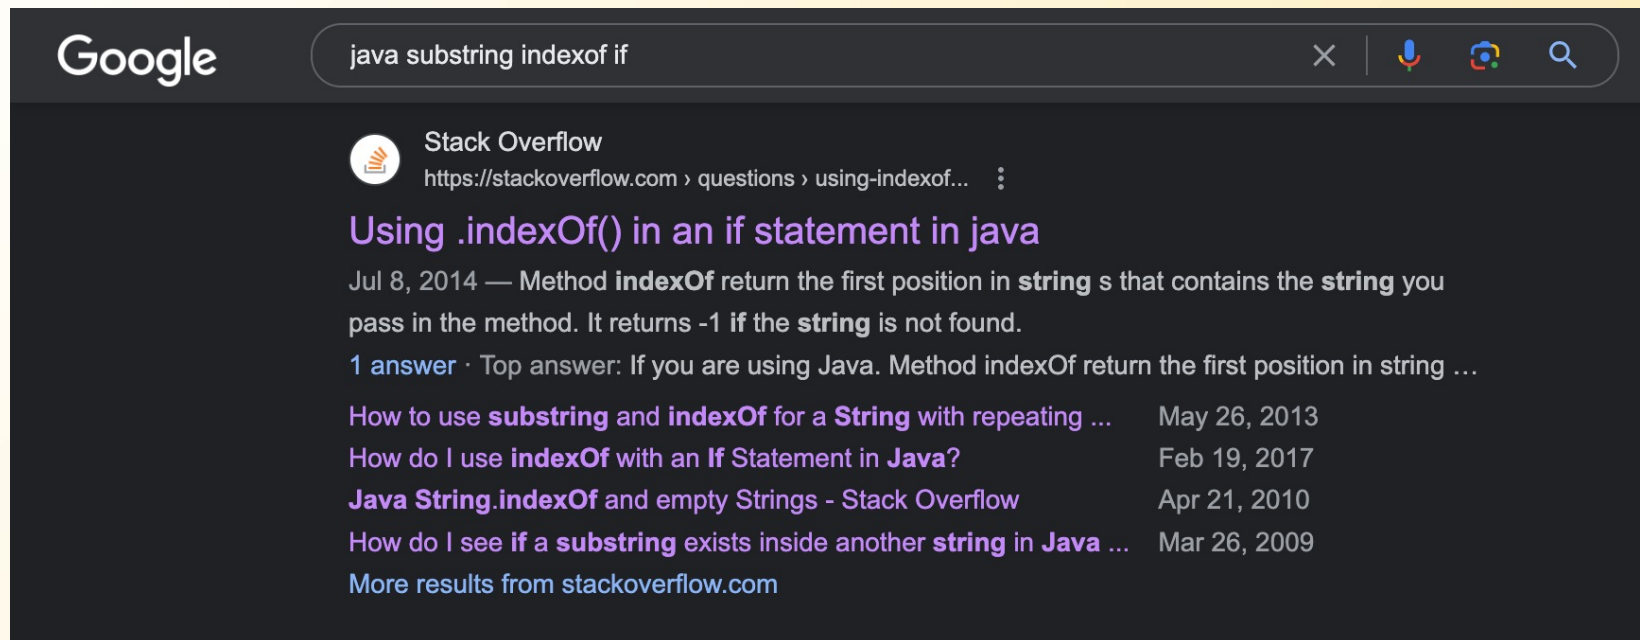 Google
java substring indexof if
Stack Overflow
https://stackoverflow.com › questions › using-indexof...
Using .indexOf() in an if statement in java
Jul 8, 2014 — Method indexOf return the first position in string s that contains the string you
pass in the method. It returns -1 if the string is not found.
1 answer · Top answer: If you are using Java. Method indexOf return the first position in string ...
How to use substring and indexOf for a String with repeating ... May 26, 2013
How do I use indexOf with an If Statement in Java? Feb 19, 2017
Java String.indexOf and empty Strings - Stack Overflow Apr 21, 2010
How do I see if a substring exists inside another string in Java ... Mar 26, 2009
More results from stackoverflow.com